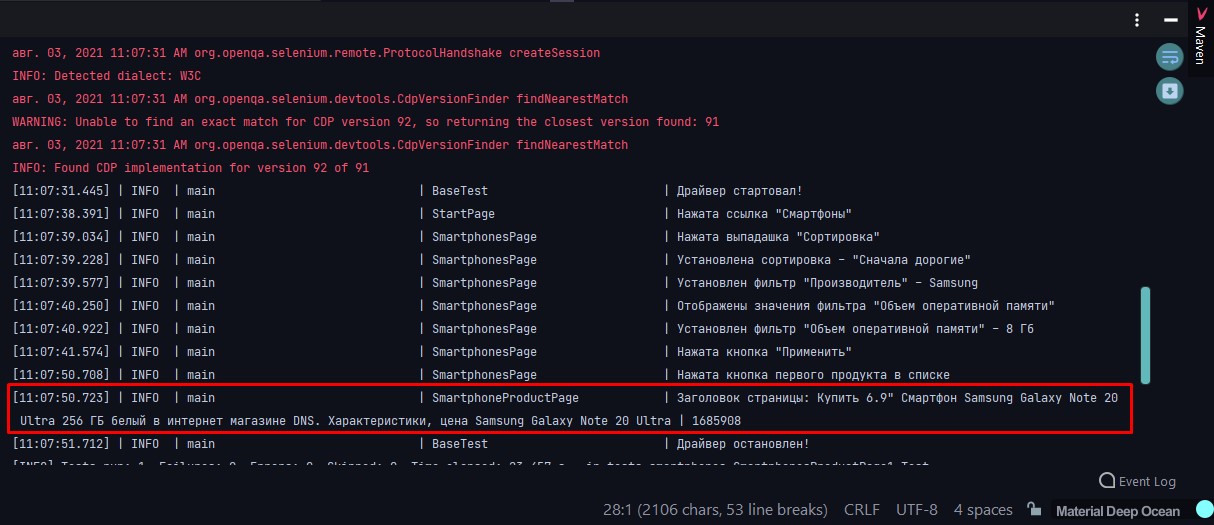 Maven
авг. 03, 2021 11:07:31 AM org.openqa.selenium.remote.ProtocolHandshake createSession
INFO: Detected dialect: W3C
авг. 03, 2021 11:07:31 AM org.openqa.selenium.devtools.CdpVersionFinder findNearestMatch
WARNING: Unable to find an exact match for CDP version 92, so returning the closest version found: 91
авг. 03, 2021 11:07:31 AM org.openqa.selenium.devtools.CdpVersionFinder findNearestMatch
INFO: Found CDP implementation for version 92 of 91
[11:07:31.445] | INFO | main | BaseTest | Драйвер стартовал!
[11:07:38.391] | INFO | main | StartPage | Нажата ссылка "Смартфоны"
[11:07:39.034] | INFO | main | SmartphonesPage | Нажата выпадашка "Сортировка"
[11:07:39.228] | INFO | main | SmartphonesPage | Установлена сортировка - "Сначала дорогие"
[11:07:39.577] | INFO | main | SmartphonesPage | Установлен фильтр "Производитель" - Samsung
[11:07:40.250] | INFO | main | SmartphonesPage | Отображены значения фильтра "Объем оперативной памяти"
[11:07:40.922] | INFO | main | SmartphonesPage | Установлен фильтр "Объем оперативной памяти" - 8 Гб
[11:07:41.574] | INFO | main | SmartphonesPage | Нажата кнопка "Применить"
[11:07:50.708] | INFO | main | SmartphonesPage | Нажата кнопка первого продукта в списке
[11:07:50.723] | INFO | main | SmartphoneProductPage | Заголовок страницы: Купить 6.9" Смартфон Samsung Galaxy Note 20
Ultra 256 ГБ белый в интернет магазине DNS. Характеристики, цена Samsung Galaxy Note 20 Ultra | 1685908
[11:07:51.712] | INFO | main | BaseTest | Драйвер остановлен!
Event Log
28:1 (2106 chars, 53 line breaks) CRLF UTF-8 4 spaces Material Deep Ocean